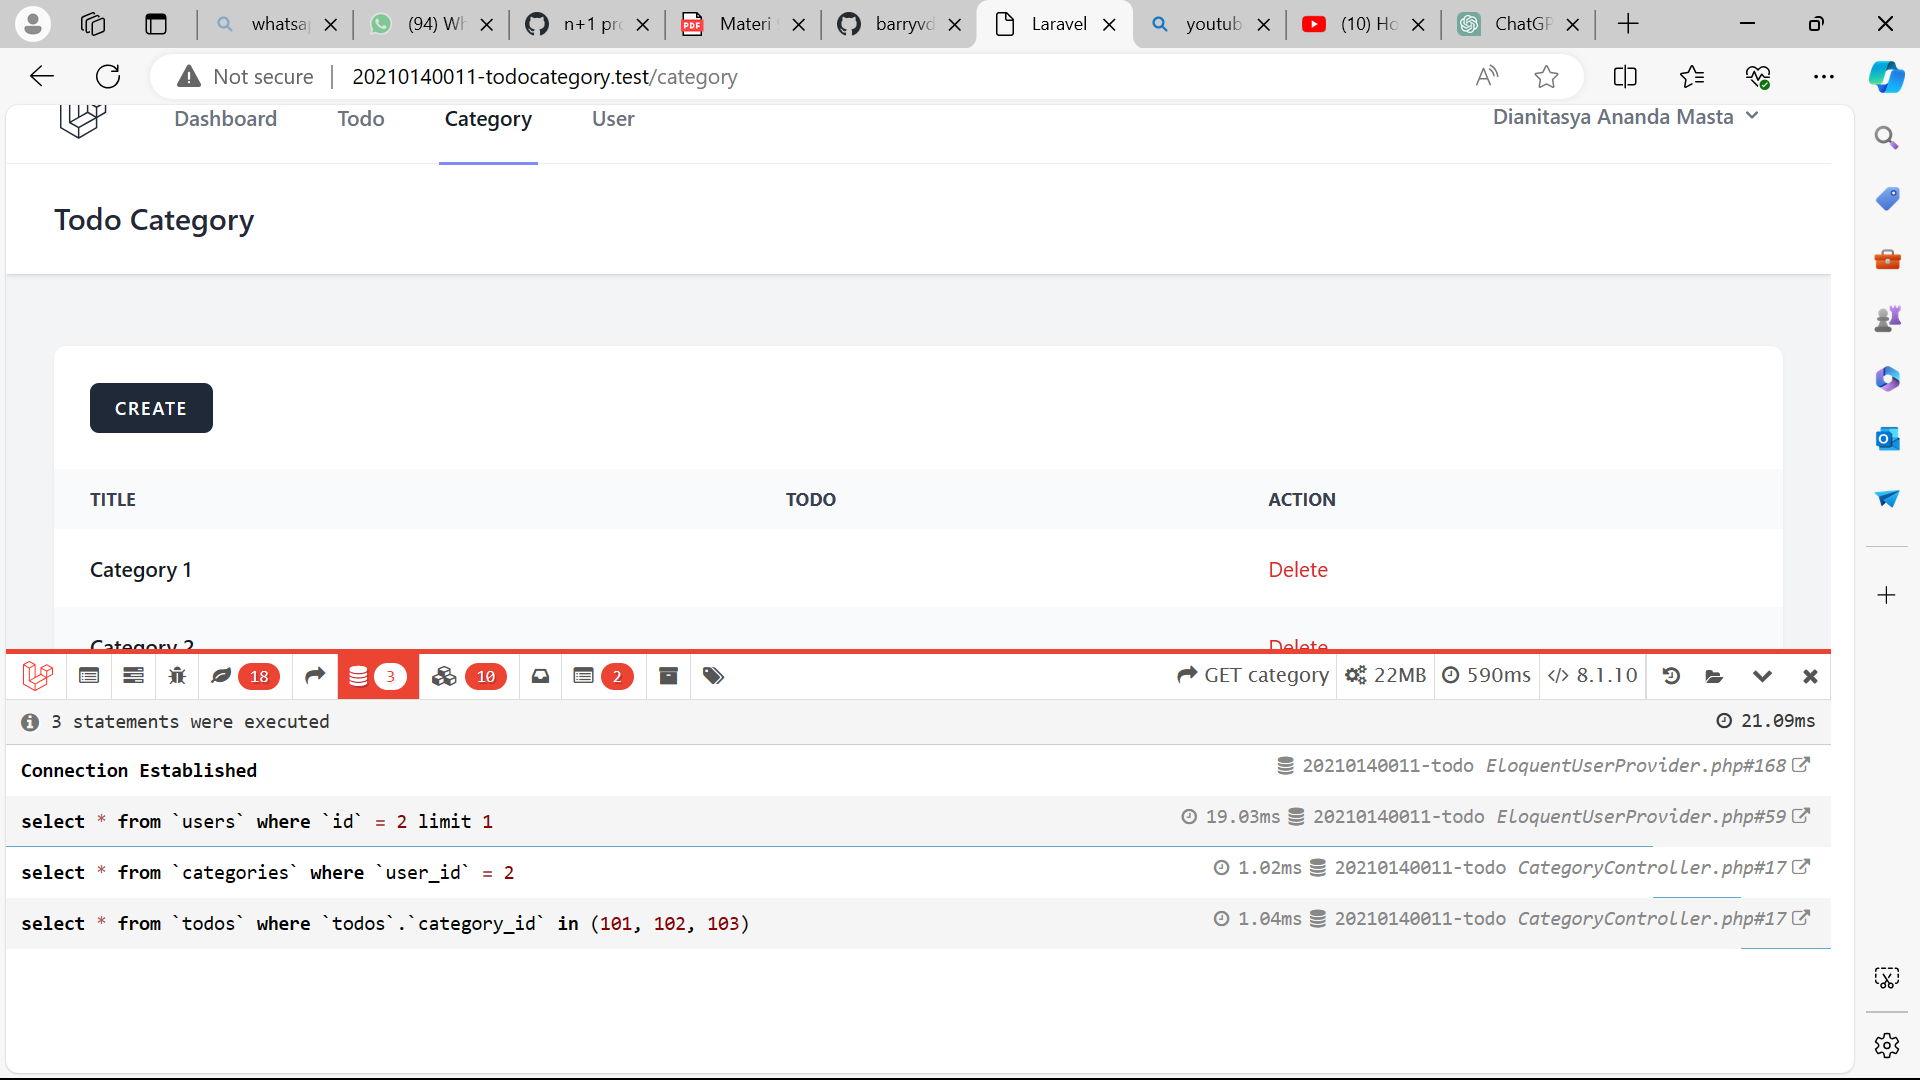 whatsap
(94) Wh
n+1 pro
Materi
barryvd
Laravel
youtub
(10) Ho
ChatGP
Not secure
20210140011-todocategory.test/category
Dashboard Todo Category User
Dianitasya Ananda Masta
Todo Category
CREATE
TITLE TODO ACTION
Category 1 Delete
Category 2 Delete
18 3 10 2 GET category 22MB 590ms 8.1.10
3 statements were executed 21.09ms
Connection Established 20210140011-todo EloquentUserProvider.php#168
select * from `users` where `id` = 2 limit 1 19.03ms 20210140011-todo EloquentUserProvider.php#59
select * from `categories` where `user_id` = 2 1.02ms 20210140011-todo CategoryController.php#17
select * from `todos` where `todos`.`category_id` in (101, 102, 103) 1.04ms 20210140011-todo CategoryController.php#17